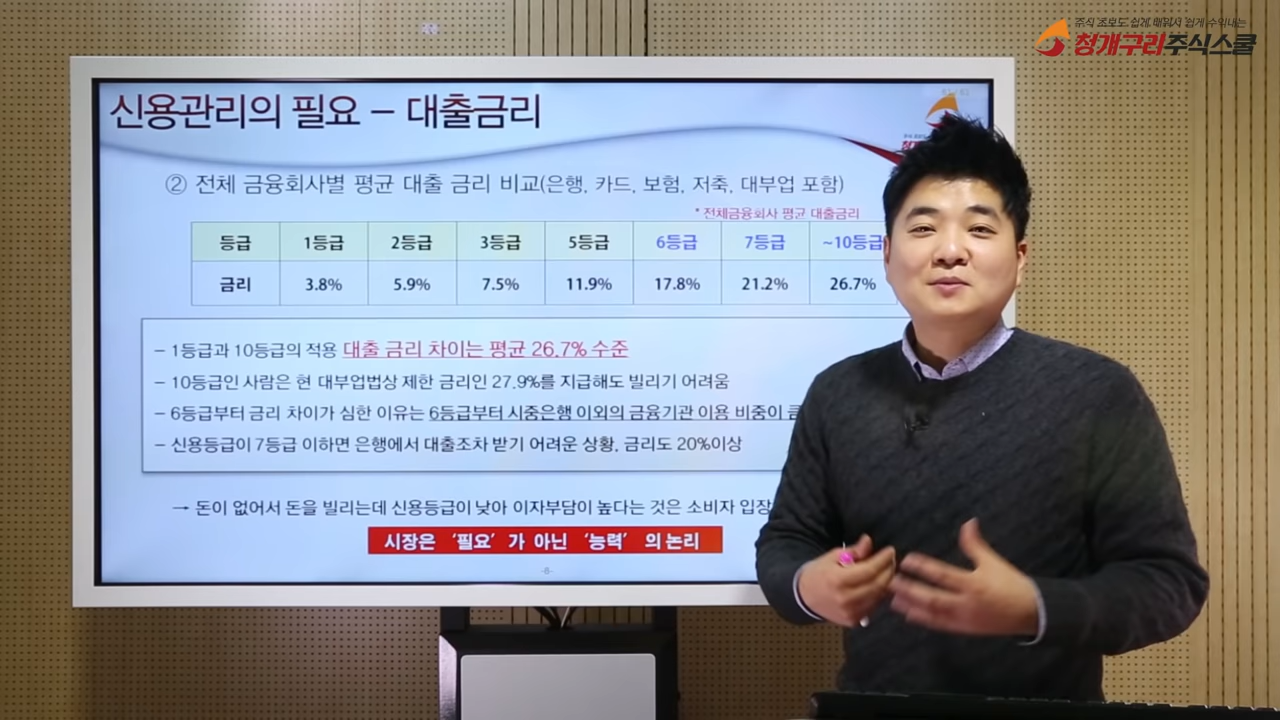 주식 초보도 쉽게 배워서 쉽게 수익내는
청개구리주식스쿨
신용관리의 필요 – 대출금리
② 전체 금융회사별 평균 대출 금리 비교(은행, 카드, 보험, 저축, 대부업 포함)
* 전체금융회사 평균 대출금리
등급 1등급 2등급 3등급 5등급 6등급 7등급 ~10등급
금리 3.8% 5.9% 7.5% 11.9% 17.8% 21.2% 26.7%
– 1등급과 10등급의 적용 대출 금리 차이는 평균 26.7% 수준
– 10등급인 사람은 현 대부업법상 제한 금리인 27.9%를 지급해도 빌리기 어려움
– 6등급부터 금리 차이가 심한 이유는 6등급부터 시중은행 이외의 금융기관 이용 비중이
– 신용등급이 7등급 이하면 은행에서 대출조차 받기 어려운 상황, 금리도 20%이상
→ 돈이 없어서 돈을 빌리는데 신용등급이 낮아 이자부담이 높다는 것은 소비자 입장
시장은 ‘필요’ 가 아닌 ‘능력’ 의 논리
-8-